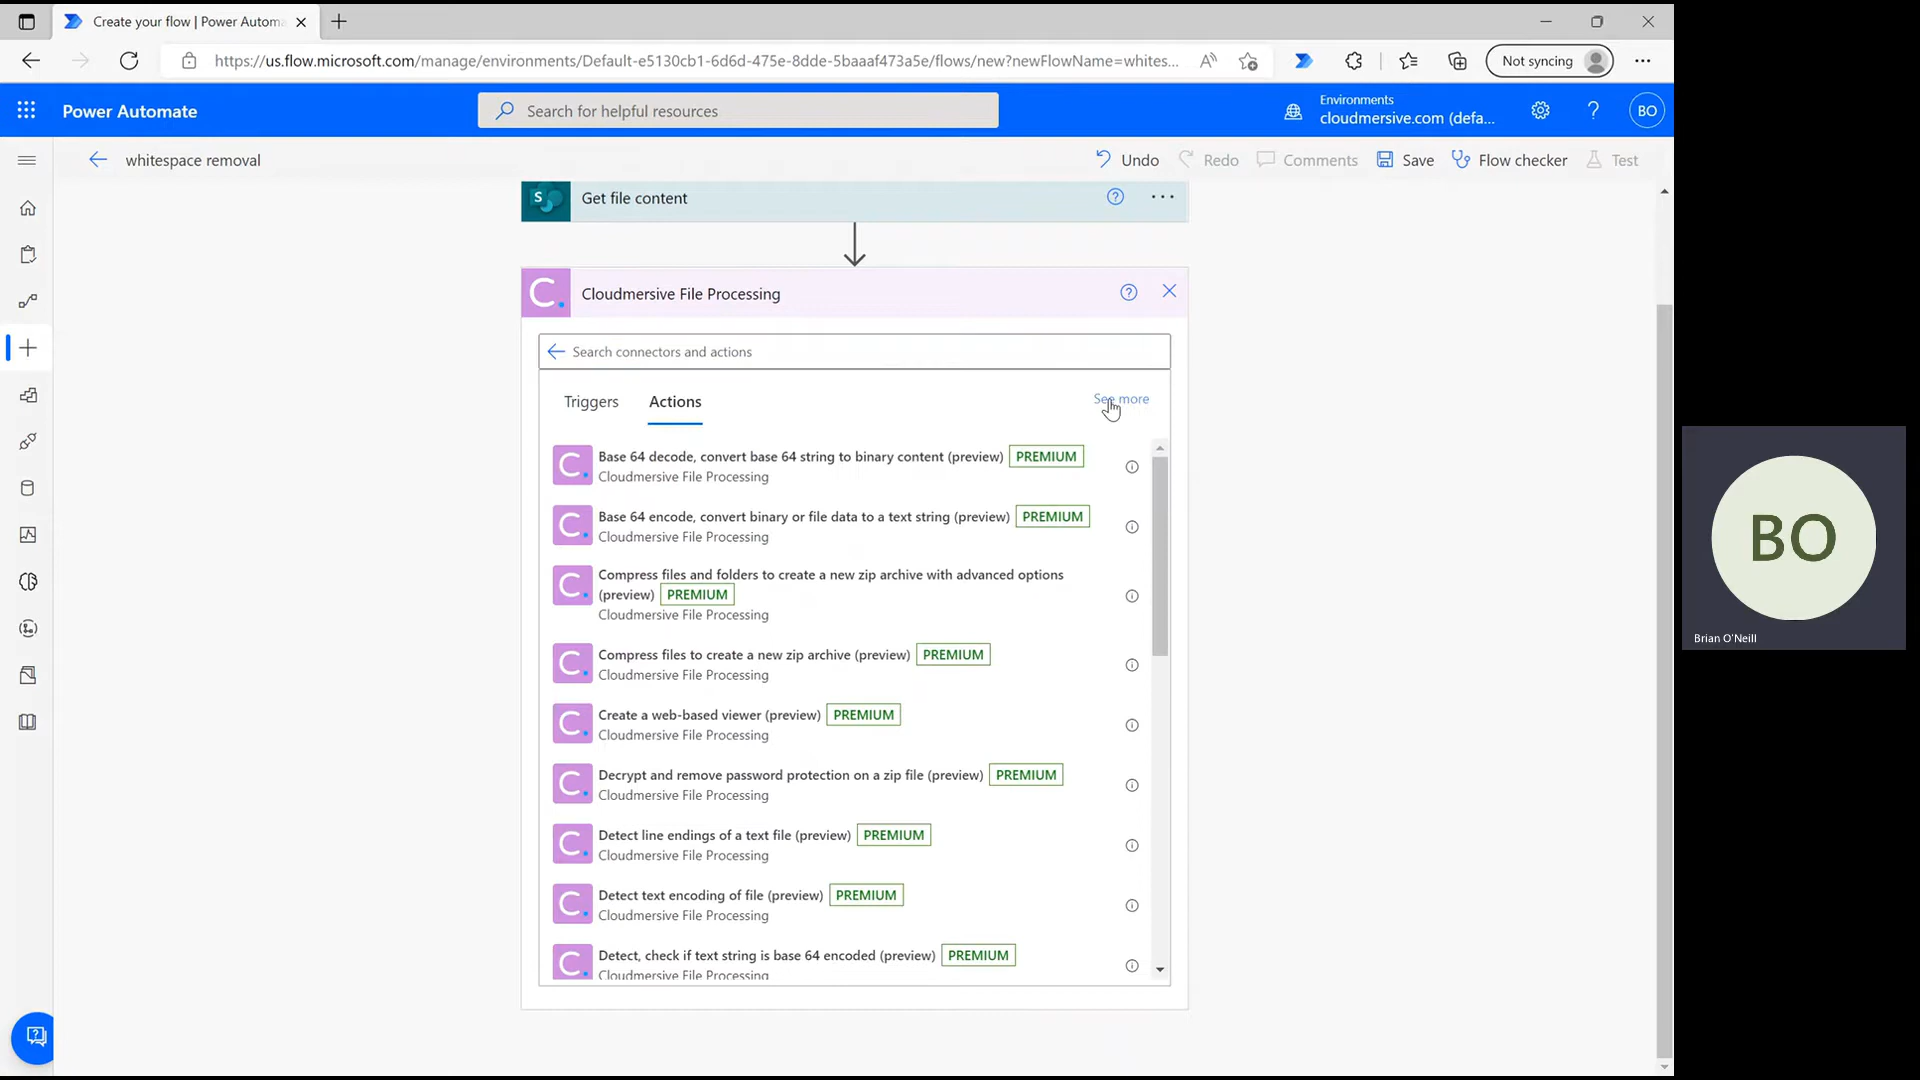 Create your flow | Power Autom
https://us.flow.microsoft.com/manage/environments/Default-e5130cb1-6d6d-475e-8dde-5baaaf473a5e/flows/new?newFlowName=whites...
Not syncing
Power Automate
Search for helpful resources
Environments
cloudmersive.com (defa...
BO
whitespace removal
Undo
Redo
Comments
Save
Flow checker
Test
S
Get file content
C
Cloudmersive File Processing
Search connectors and actions
Triggers
Actions
See more
Base 64 decode, convert base 64 string to binary content (preview) PREMIUM
Cloudmersive File Processing
Base 64 encode, convert binary or file data to a text string (preview) PREMIUM
Cloudmersive File Processing
Compress files and folders to create a new zip archive with advanced options
(preview) PREMIUM
Cloudmersive File Processing
Compress files to create a new zip archive (preview) PREMIUM
Cloudmersive File Processing
Create a web-based viewer (preview) PREMIUM
Cloudmersive File Processing
Decrypt and remove password protection on a zip file (preview) PREMIUM
Cloudmersive File Processing
Detect line endings of a text file (preview) PREMIUM
Cloudmersive File Processing
Detect text encoding of file (preview) PREMIUM
Cloudmersive File Processing
Detect, check if text string is base 64 encoded (preview) PREMIUM
Cloudmersive File Processing
BO
Brian O'Neill